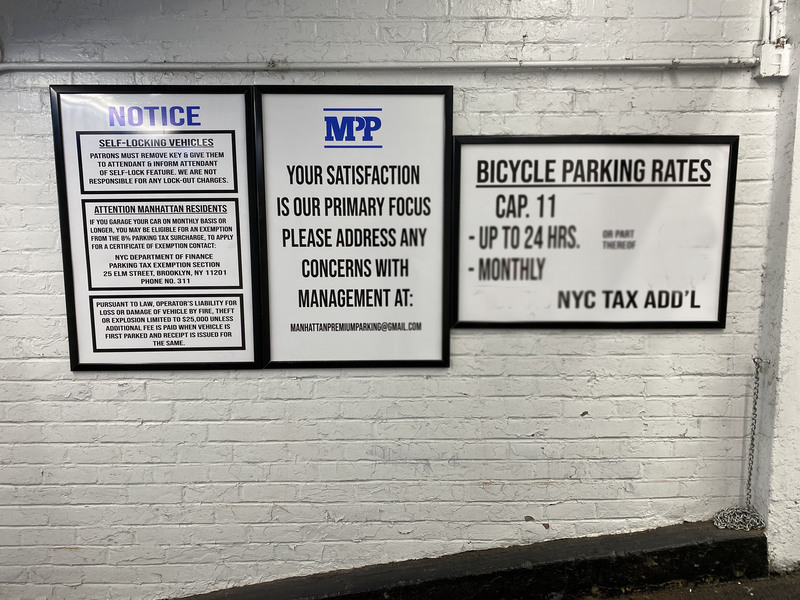 NOTICE
SELF-LOCKING VEHICLES
PATRONS MUST REMOVE KEY & GIVE THEM
TO ATTENDANT & INFORM ATTENDANT
OF SELF-LOCK FEATURE. WE ARE NOT
RESPONSIBLE FOR ANY LOCK-OUT CHARGES.
ATTENTION MANHATTAN RESIDENTS
IF YOU GARAGE YOUR CAR ON MONTHLY BASIS OR
LONGER, YOU MAY BE ELIGIBLE FOR AN EXEMPTION
FROM THE 8% PARKING TAX SURCHARGE, TO APPLY
FOR A CERTIFICATE OF EXEMPTION CONTACT:
NYC DEPARTMENT OF FINANCE
PARKING TAX EXEMPTION SECTION
25 ELM STREET, BROOKLYN, NY 11201
PHONE NO. 311
PURSUANT TO LAW, OPERATOR'S LIABILITY FOR
LOSS OR DAMAGE OF VEHICLE BY FIRE, THEFT
OR EXPLOSION LIMITED TO $25,000 UNLESS
ADDITIONAL FEE IS PAID WHEN VEHICLE IS
FIRST PARKED AND RECEIPT IS ISSUED FOR
THE SAME.
MPP
YOUR SATISFACTION
IS OUR PRIMARY FOCUS
PLEASE ADDRESS ANY
CONCERNS WITH
MANAGEMENT AT:
MANHATTANPREMIUMPARKING@GMAIL.COM
BICYCLE PARKING RATES
CAP. 11
- UP TO 24 HRS. OR PART
THEREOF
- MONTHLY
NYC TAX ADD'L